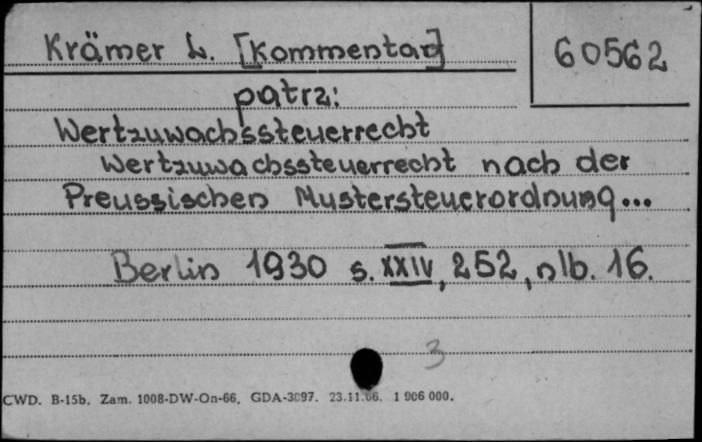 Krämer L. [Kommentar]
60562
patrz:
Wertzuwachssteuerrecht
Wertzuwachssteuerrecht nach der
Preussischen Mustersteuerordnung...
Berlin 1930 s. XXIV, 252, nlb. 16.
3
CWD. B-15b. Zam. 1008-DW-On-66. GDA-3097. 23.11.66. 1 906 000.